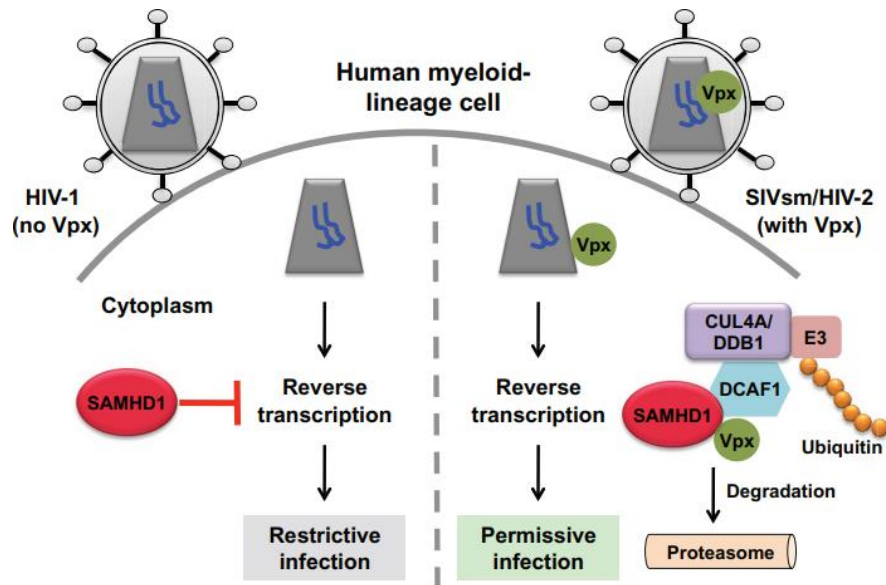 Human myeloid-
lineage cell
Vpx
HIV-1
(no Vpx)
SIVsm/HIV-2
(with Vpx)
Vpx
Cytoplasm
SAMHD1
Reverse
transcription
Restrictive
infection
Reverse
transcription
Permissive
infection
CUL4A/
DDB1
E3
DCAF1
SAMHD1
Vpx
Ubiquitin
Degradation
Proteasome